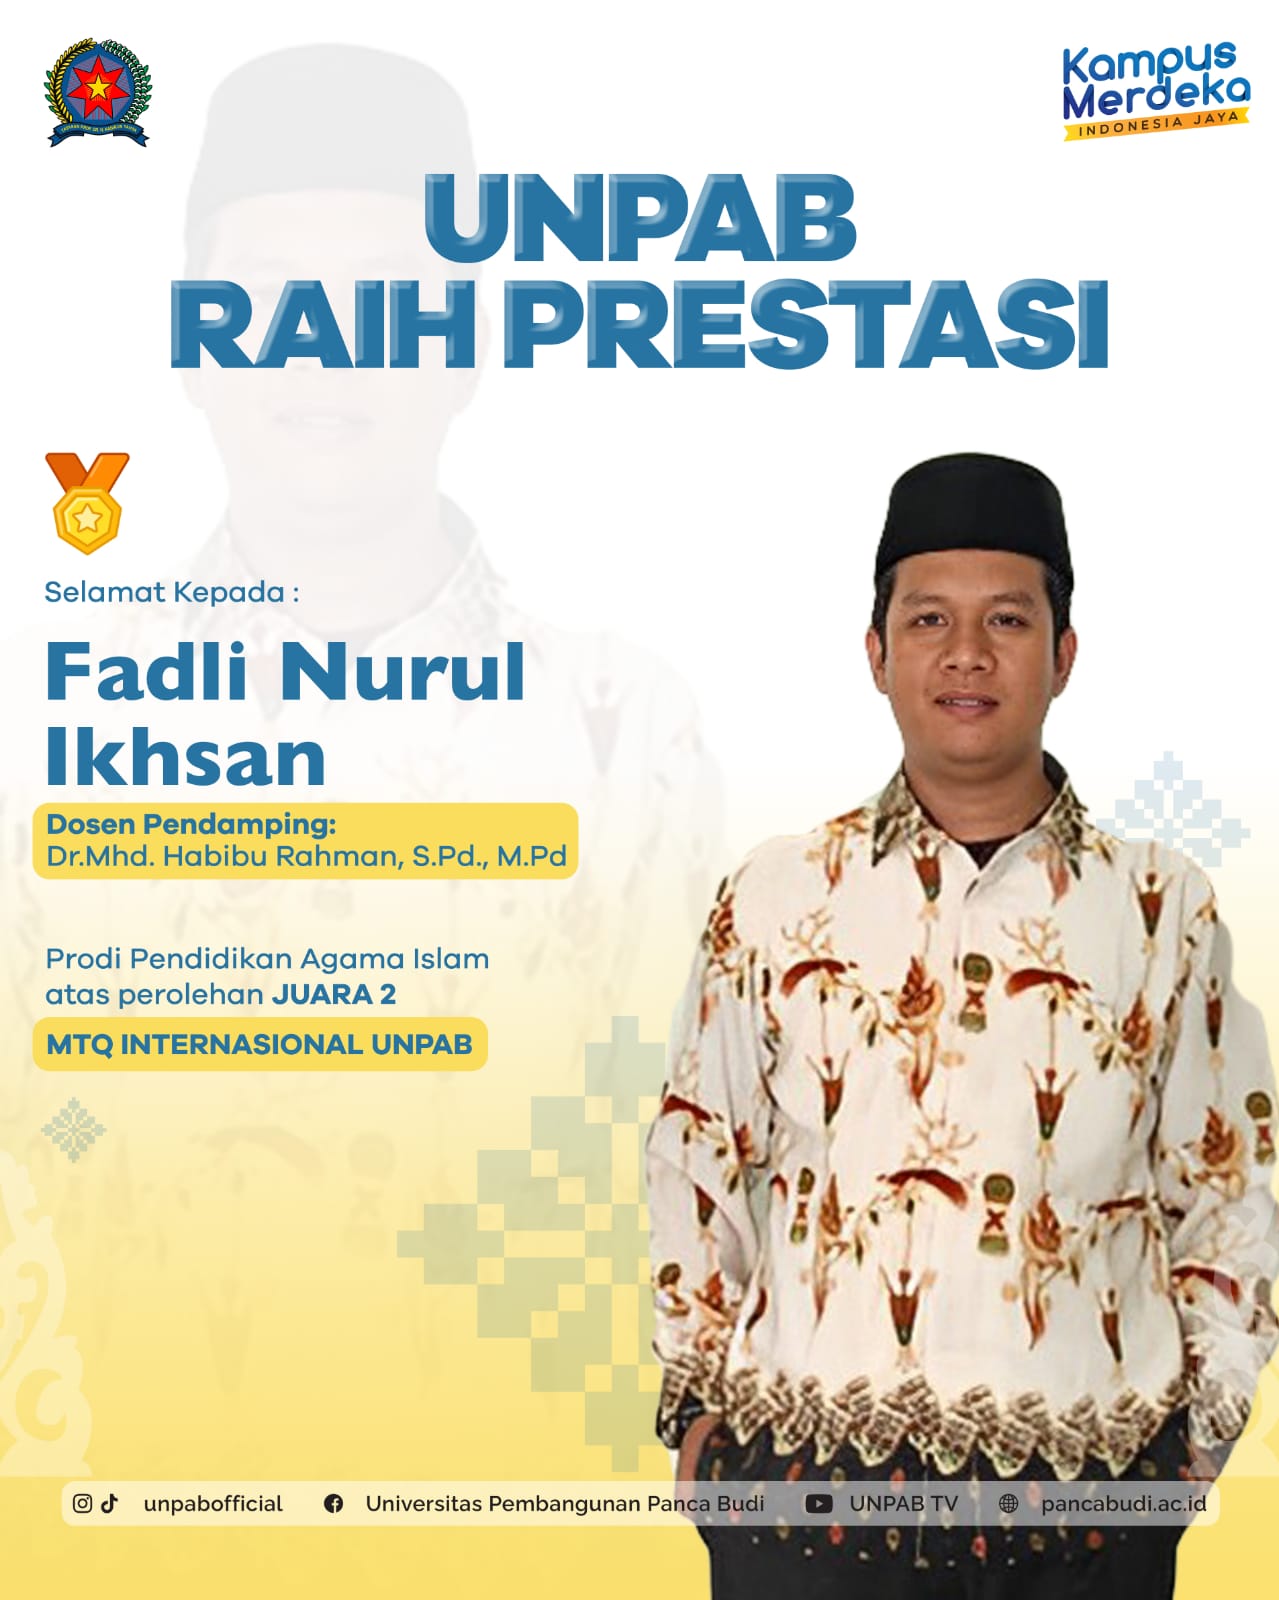 Kampus
Merdeka
INDONESIA JAYA
UNPAB
RAIH PRESTASI
Selamat Kepada :
Fadli Nurul
Ikhsan
Dosen Pendamping:
Dr.Mhd. Habibu Rahman, S.Pd., M.Pd
Prodi Pendidikan Agama Islam
atas perolehan JUARA 2
MTQ INTERNASIONAL UNPAB
unpabofficial Universitas Pembangunan Panca Budi UNPAB TV pancabudi.ac.id